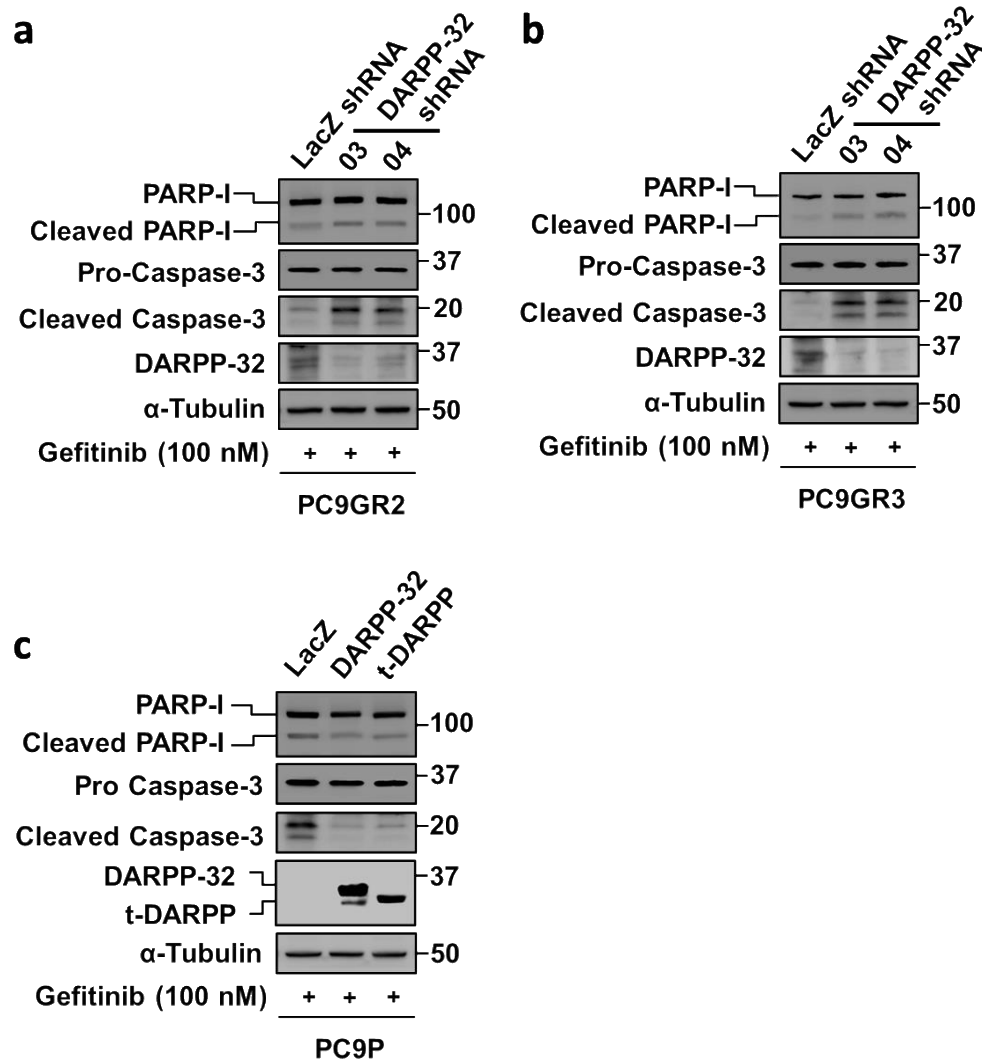 a
LacZ shRNA
DARPP-32
shRNA
03
04
PARP-I
Cleaved PARP-I
100
Pro-Caspase-3
37
Cleaved Caspase-3
20
DARPP-32
37
α-Tubulin
50
Gefitinib (100 nM)
+ + +
PC9GR2
b
LacZ shRNA
DARPP-32
shRNA
03
04
PARP-I
Cleaved PARP-I
100
Pro-Caspase-3
37
Cleaved Caspase-3
20
DARPP-32
37
α-Tubulin
50
Gefitinib (100 nM)
+ + +
PC9GR3
c
LacZ
DARPP-32
t-DARPP
PARP-I
Cleaved PARP-I
100
Pro Caspase-3
37
Cleaved Caspase-3
20
DARPP-32
t-DARPP
37
α-Tubulin
50
Gefitinib (100 nM)
+ + +
PC9P